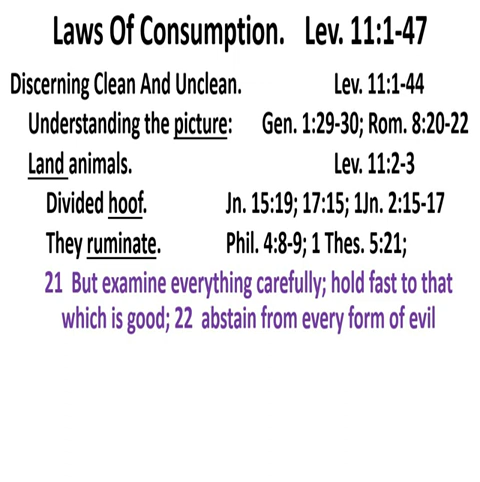 Laws Of Consumption. Lev. 11:1-47
Discerning Clean And Unclean. Lev. 11:1-44
Understanding the picture: Gen. 1:29-30; Rom. 8:20-22
Land animals. Lev. 11:2-3
Divided hoof. Jn. 15:19; 17:15; 1Jn. 2:15-17
They ruminate. Phil. 4:8-9; 1 Thes. 5:21;
21 But examine everything carefully; hold fast to that
which is good; 22 abstain from every form of evil